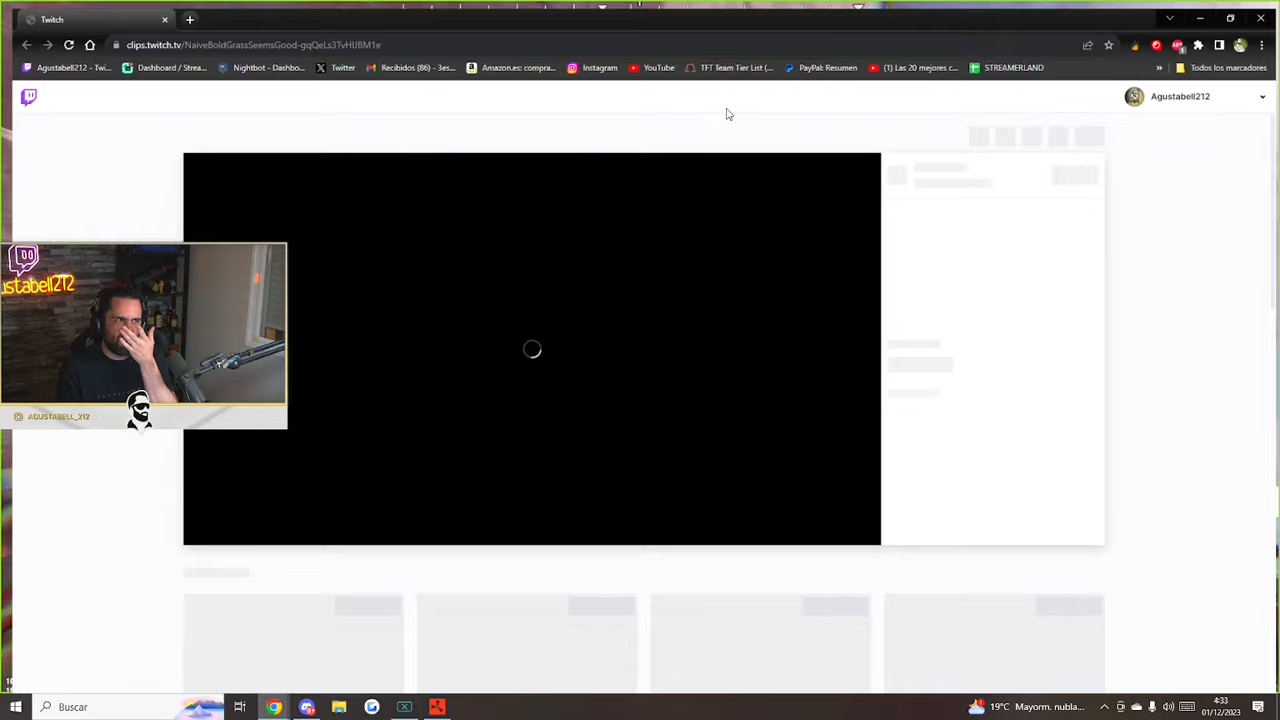 Twitch
clips.twitch.tv/NaiveBoldGrassSeemsGood-gqQeLs3TvHIJBM1e
Agustabell212 - Twi...
Dashboard / Strea...
Nightbot - Dashbo...
Twitter
Recibidos (86) - 3es...
Amazon.es: compra...
Instagram
YouTube
TFT Team Tier List (...
PayPal: Resumen
(1) Las 20 mejores c...
STREAMERLAND
»
Todos los marcadores
Agustabell212
ustabell212
AGUSTABELL_212
Buscar
19°C Mayorm. nubla...
4:33
01/12/2023